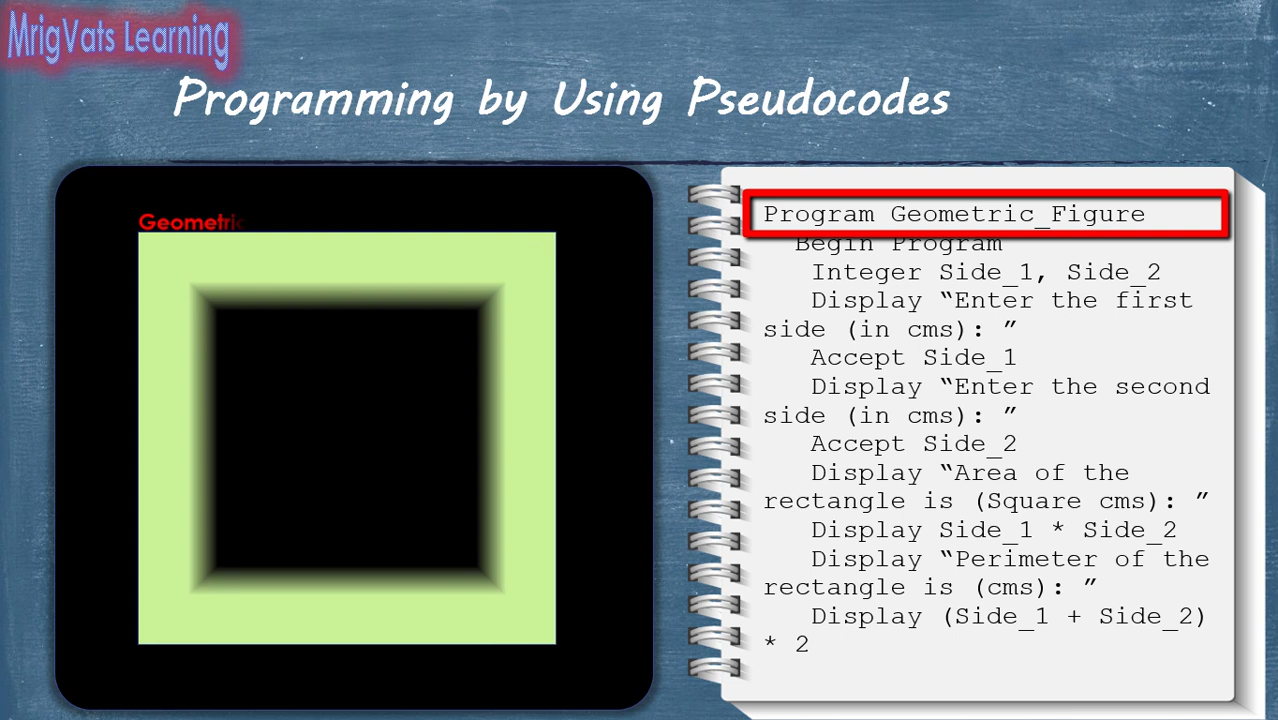 MrigVats Learning
Programming by Using Pseudocodes
Geometric
Program Geometric_Figure
Begin Program
Integer Side_1, Side_2
Display “Enter the first
side (in cms): ”
Accept Side_1
Display “Enter the second
side (in cms): ”
Accept Side_2
Display “Area of the
rectangle is (Square cms): ”
Display Side_1 * Side_2
Display “Perimeter of the
rectangle is (cms): ”
Display (Side_1 + Side_2)
* 2